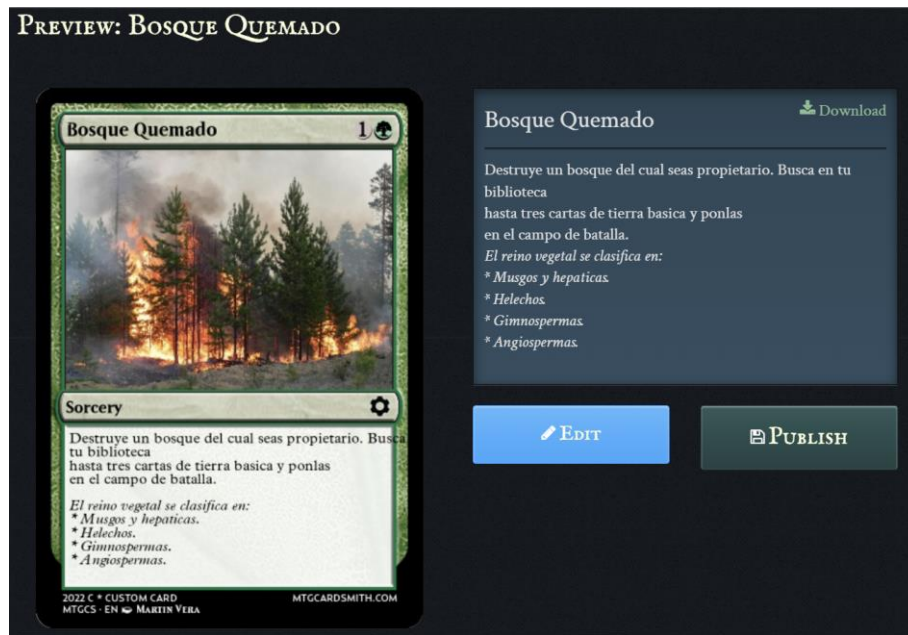 Preview: Bosque Quemado
Bosque Quemado 1
Sorcery
Destruye un bosque del cual seas propietario. Busca
tu biblioteca
hasta tres cartas de tierra basica y ponlas
en el campo de batalla.
El reino vegetal se clasifica en:
* Musgos y hepaticas.
* Helechos.
* Gimnospermas.
* Angiospermas.
2022 C * CUSTOM CARD
MTGCS - EN Martin Vera
MTGCARDSMITH.COM
Bosque Quemado
Download
Destruye un bosque del cual seas propietario. Busca en tu
biblioteca
hasta tres cartas de tierra basica y ponlas
en el campo de batalla.
El reino vegetal se clasifica en:
* Musgos y hepaticas.
* Helechos.
* Gimnospermas.
* Angiospermas.
Edit
Publish